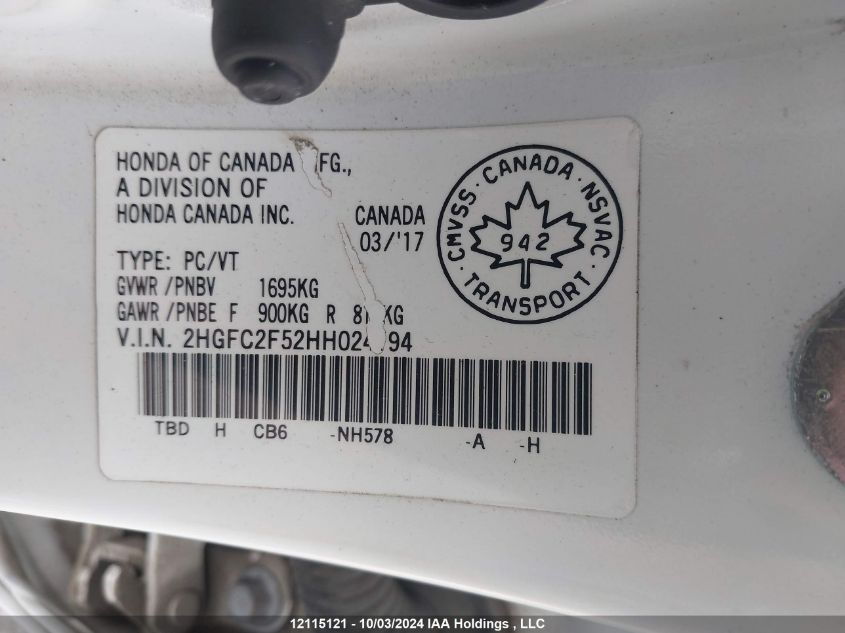 HONDA OF CANADA
A DIVISION OF
HONDA CANADA INC.
CANADA
03/'17
TYPE: PC/VT
GVWR /PNBV 1695KG
GAWR /PNBE F 900KG R
V.I.N.
TBD H CB6 -NH578 -A -H
CMVSS · CANADA · NSVAC · TRANSPORT ·
942
12115121 - 10/03/2024 IAA Holdings , LLC